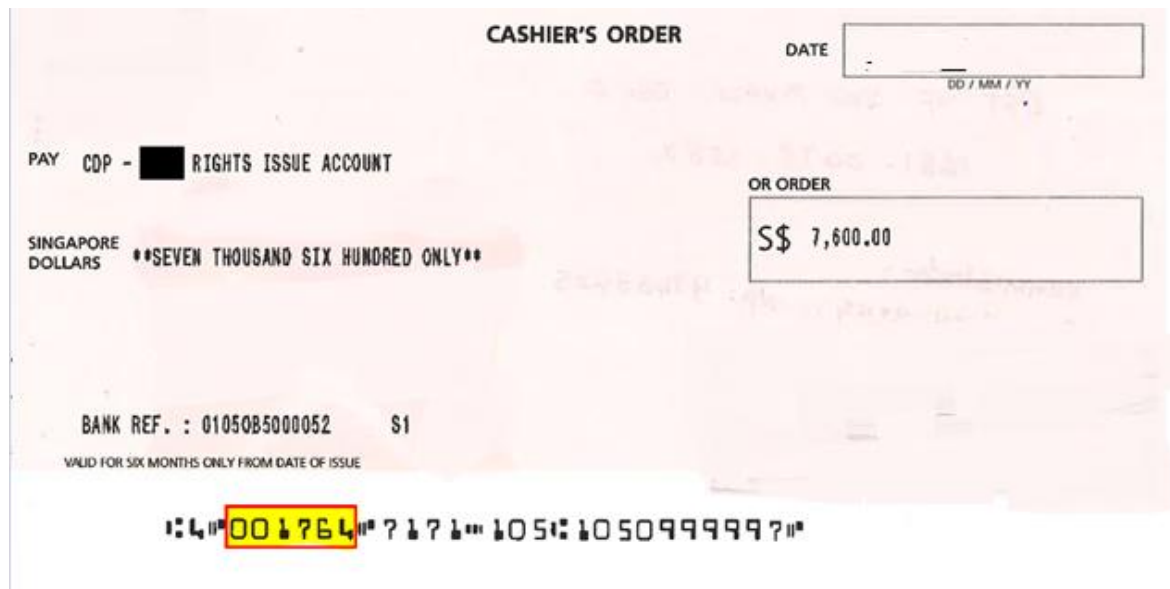 CASHIER'S ORDER
DATE
DD / MM / YY
PAY CDP - RIGHTS ISSUE ACCOUNT
OR ORDER
SINGAPORE DOLLARS **SEVEN THOUSAND SIX HUNDRED ONLY**
S$ 7,600.00
BANK REF. : 01050B5000052 S1
VALID FOR SIX MONTHS ONLY FROM DATE OF ISSUE
⑆4⑈001764⑈7171⑉105⑆1050999997⑈